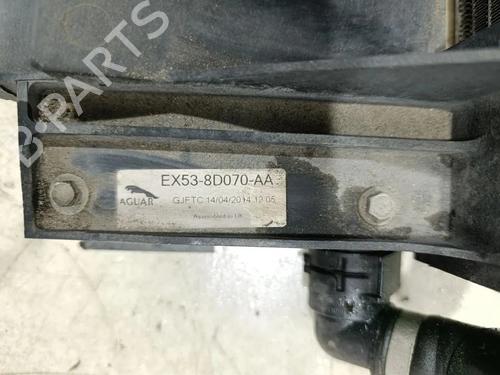 B-PARTS
EX53-8D070-AA
JAGUAR
GJFTC 14/04/2014 12:05
Assembled in UK